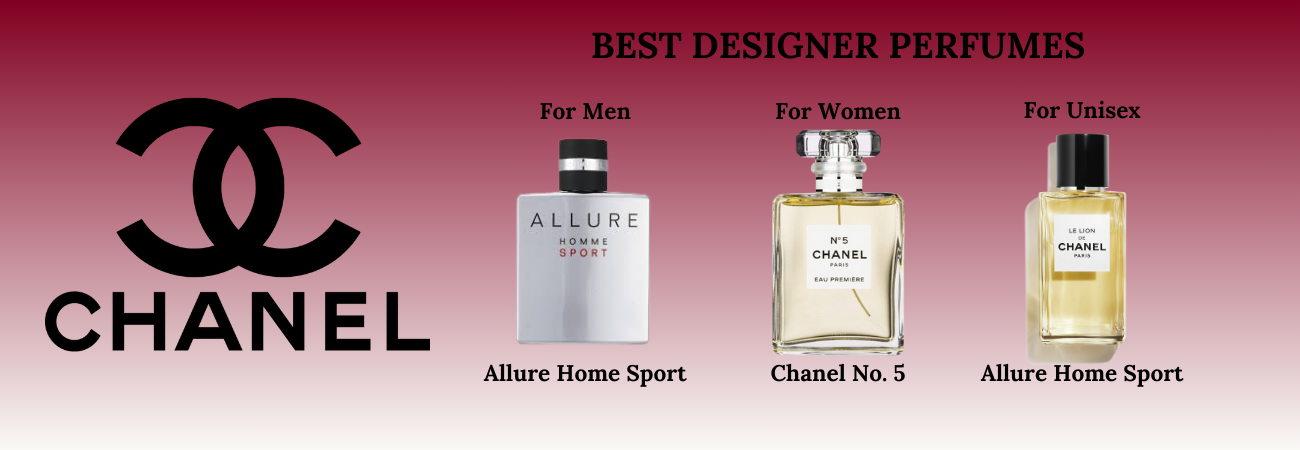 BEST DESIGNER PERFUMES
CHANEL
For Men
ALLURE
HOMME
SPORT
Allure Home Sport
For Women
N°5
CHANEL
PARIS
EAU PREMIÈRE
Chanel No. 5
For Unisex
LE LION
DE
CHANEL
PARIS
Allure Home Sport